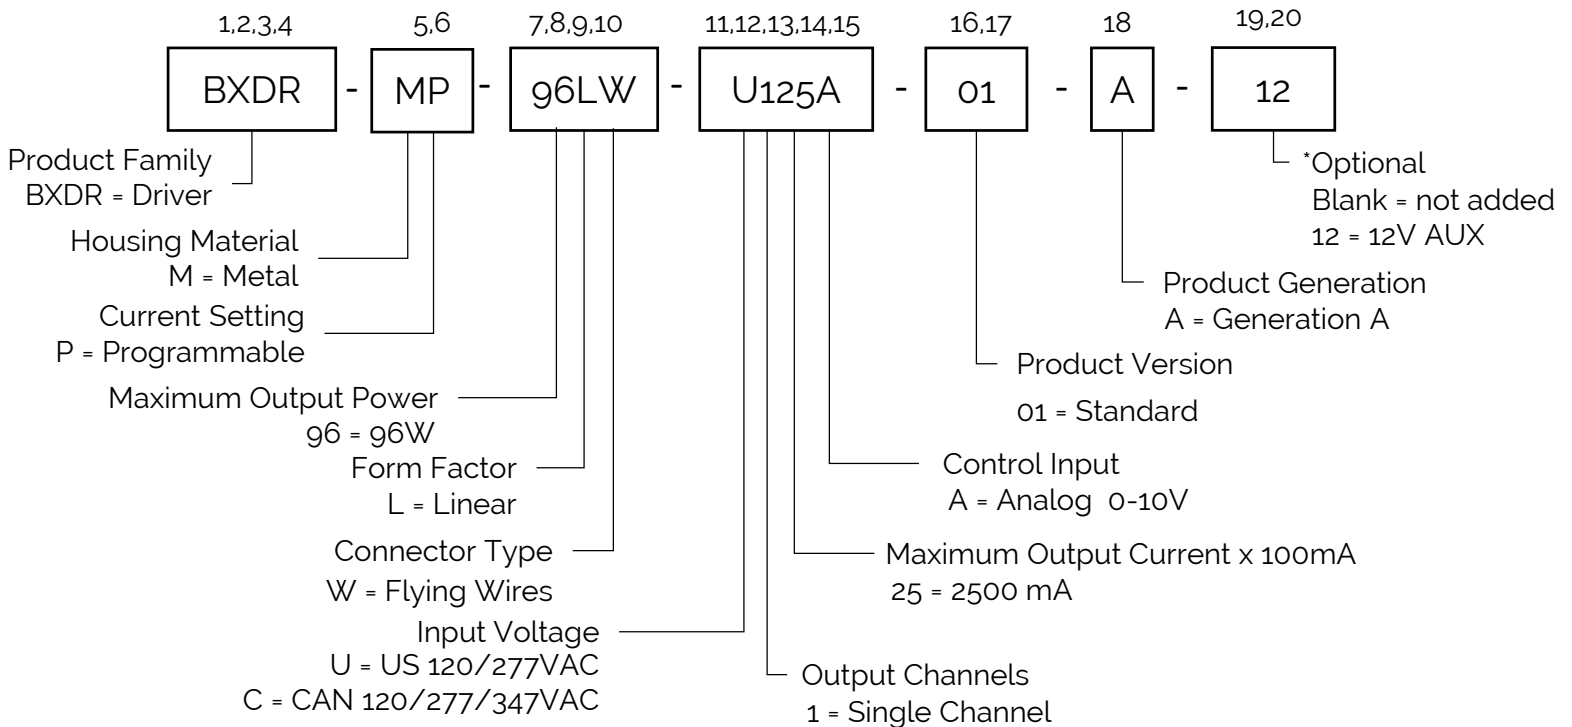 1,2,3,4 5,6 7,8,9,10 11,12,13,14,15 16,17 18 19,20
BXDR - MP - 96LW - U125A - 01 - A - 12
Product Family
BXDR = Driver
Housing Material
M = Metal
Current Setting
P = Programmable
Maximum Output Power
96 = 96W
Form Factor
L = Linear
Connector Type
W = Flying Wires
Input Voltage
U = US 120/277VAC
C = CAN 120/277/347VAC
Output Channels
1 = Single Channel
Maximum Output Current x 100mA
25 = 2500 mA
Control Input
A = Analog 0-10V
Product Version
01 = Standard
Product Generation
A = Generation A
*Optional
Blank = not added
12 = 12V AUX